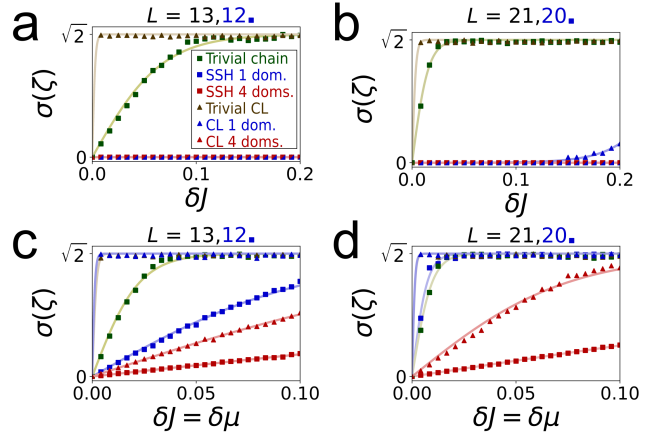 a
L = 13,12■
√2
σ(ζ)
0
Trivial chain
SSH 1 dom.
SSH 4 doms.
Trivial CL
CL 1 dom.
CL 4 doms.
0.0 0.1 0.2
δJ
b
L = 21,20■
√2
σ(ζ)
0
0.0 0.1 0.2
δJ
c
L = 13,12■
√2
σ(ζ)
0
0.00 0.05 0.10
δJ = δμ
d
L = 21,20■
√2
σ(ζ)
0
0.00 0.05 0.10
δJ = δμ